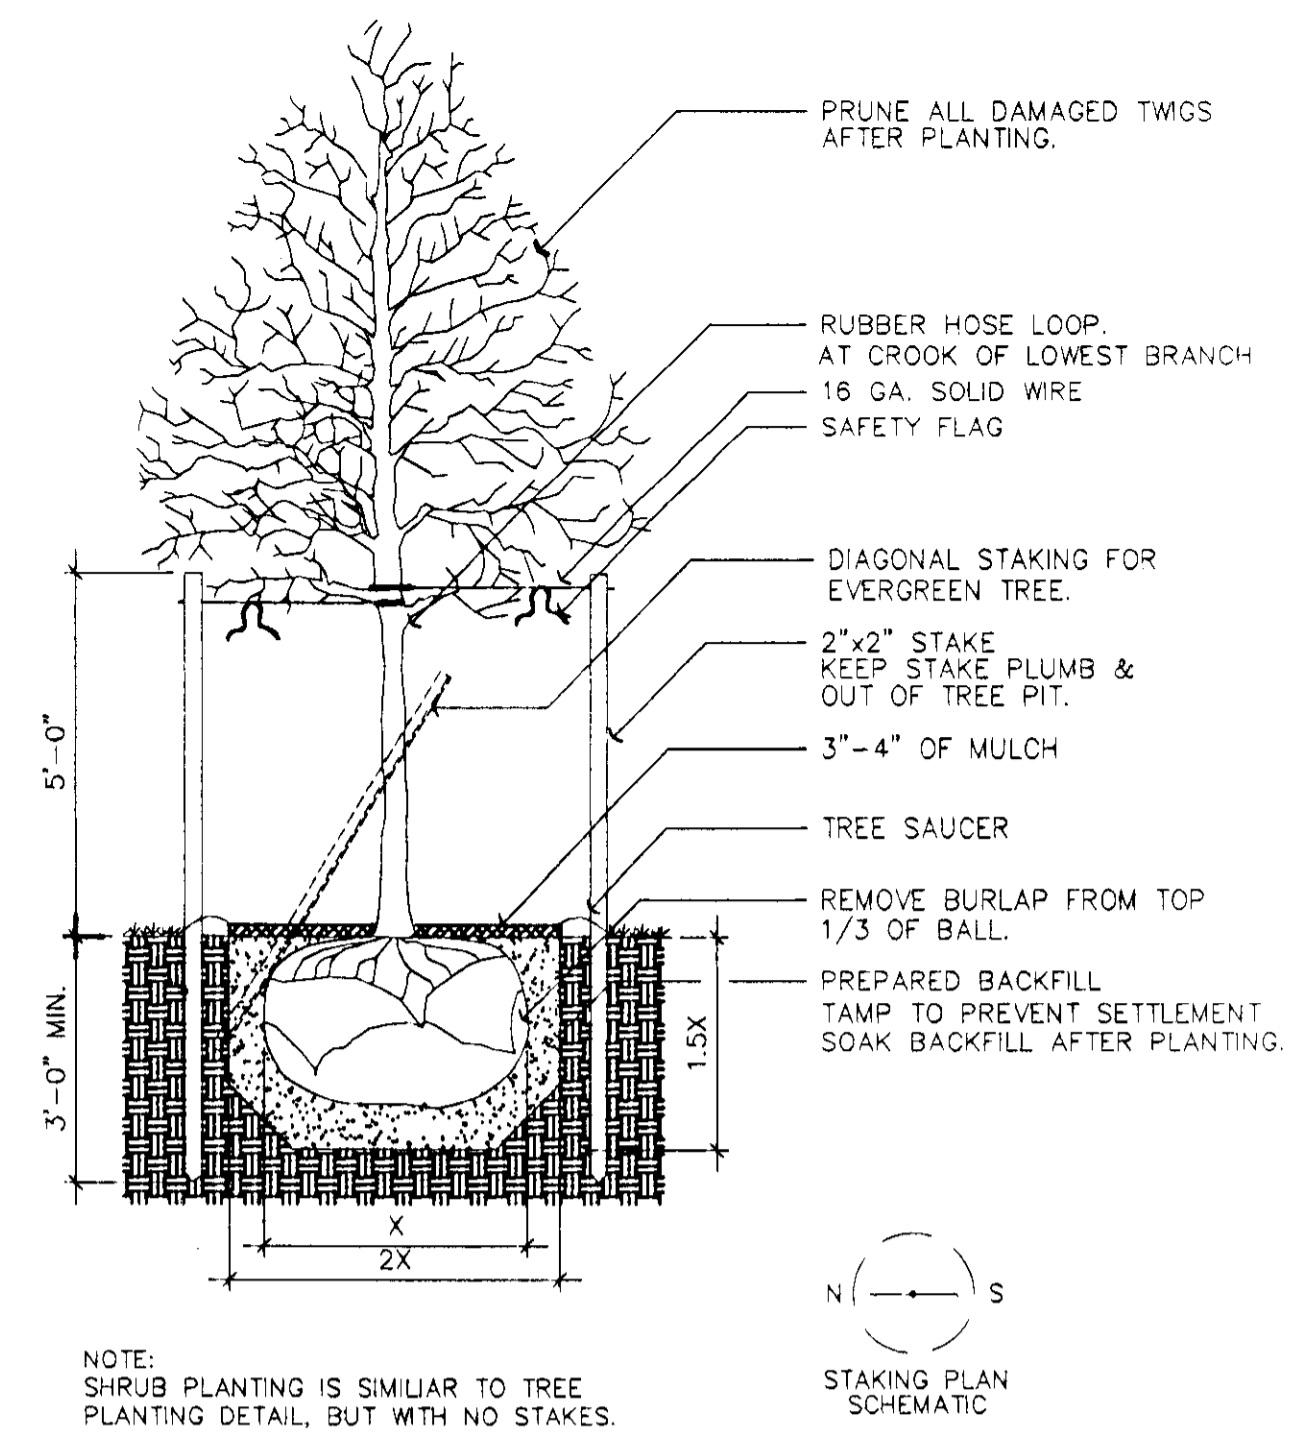 PRUNE ALL DAMAGED TWIGS
AFTER PLANTING.
RUBBER HOSE LOOP.
AT CROOK OF LOWEST BRANCH
16 GA. SOLID WIRE
SAFETY FLAG
DIAGONAL STAKING FOR
EVERGREEN TREE.
2"x2" STAKE
KEEP STAKE PLUMB &
OUT OF TREE PIT.
3"-4" OF MULCH
TREE SAUCER
REMOVE BURLAP FROM TOP
1/3 OF BALL.
PREPARED BACKFILL
TAMP TO PREVENT SETTLEMENT
SOAK BACKFILL AFTER PLANTING.
5'-0"
3'-0" MIN.
1.5X
X
2X
N S
STAKING PLAN
SCHEMATIC
NOTE:
SHRUB PLANTING IS SIMILIAR TO TREE
PLANTING DETAIL, BUT WITH NO STAKES.